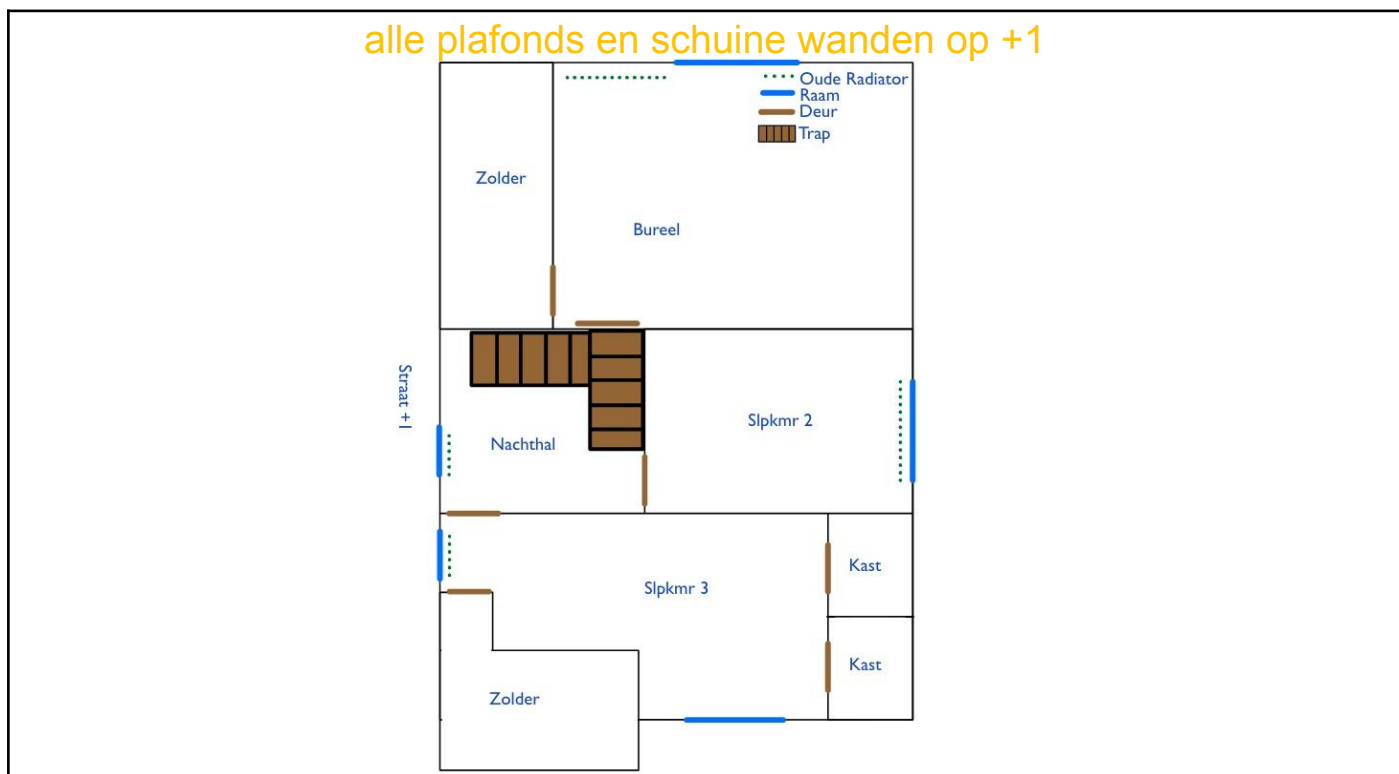 alle plafonds en schuine wanden op +1
Oude Radiator
Raam
Deur
Trap
Zolder
Bureel
Straat +1
Slpkmr 2
Nachthal
Kast
Slpkmr 3
Kast
Zolder